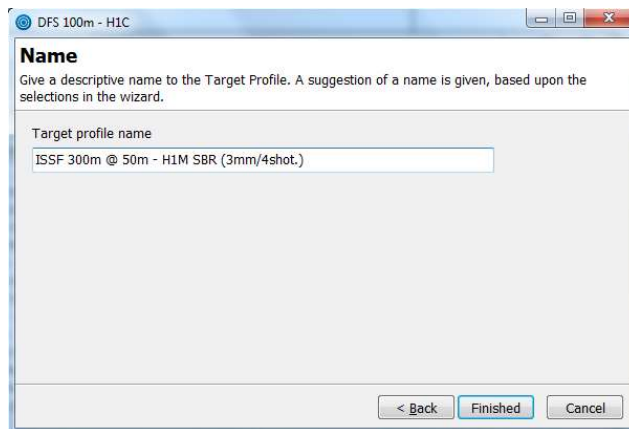 DFS 100m - H1C
Name
Give a descriptive name to the Target Profile. A suggestion of a name is given, based upon the
selections in the wizard.
Target profile name
ISSF 300m @ 50m - H1M SBR (3mm/4shot.)
< Back
Finished
Cancel